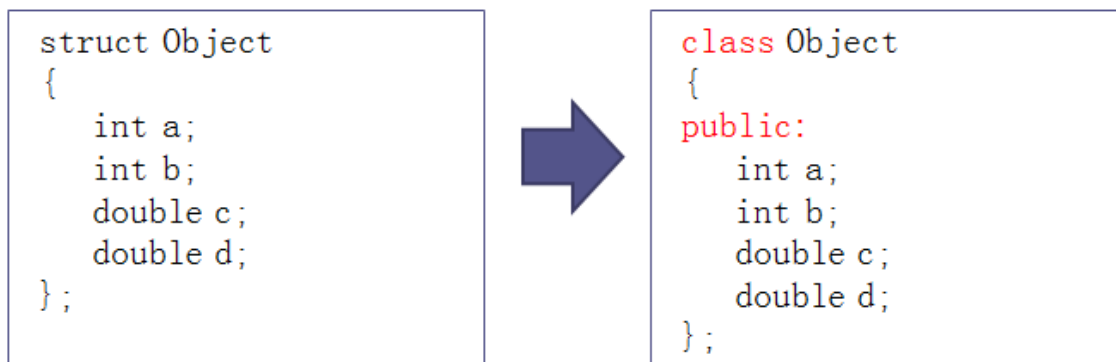 struct Object
{
int a;
int b;
double c;
double d;
};
class Object
{
public:
int a;
int b;
double c;
double d;
};